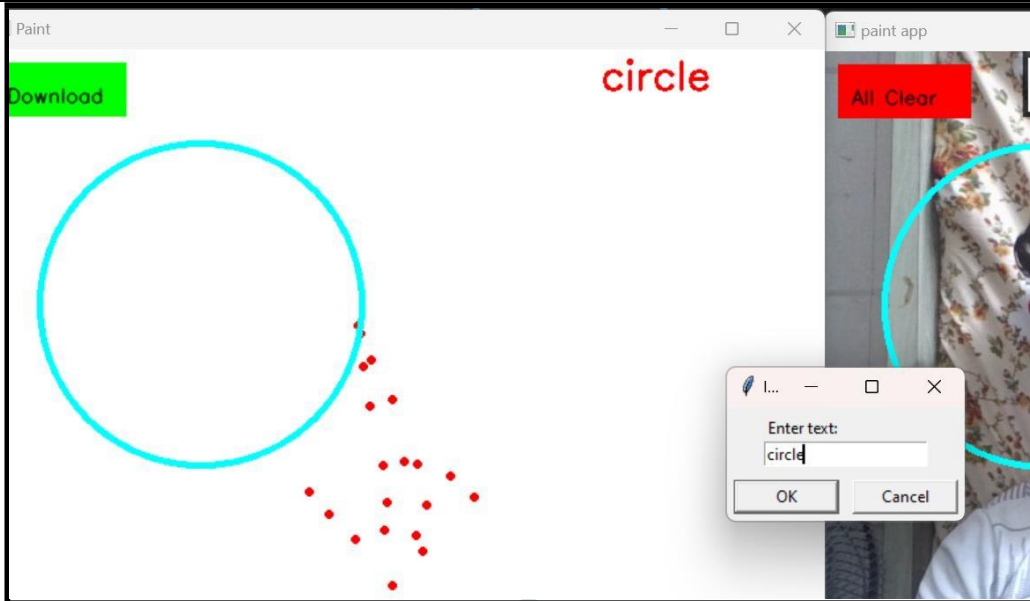 Paint
Download
circle
paint app
All Clear
I...
Enter text:
circle
OK
Cancel